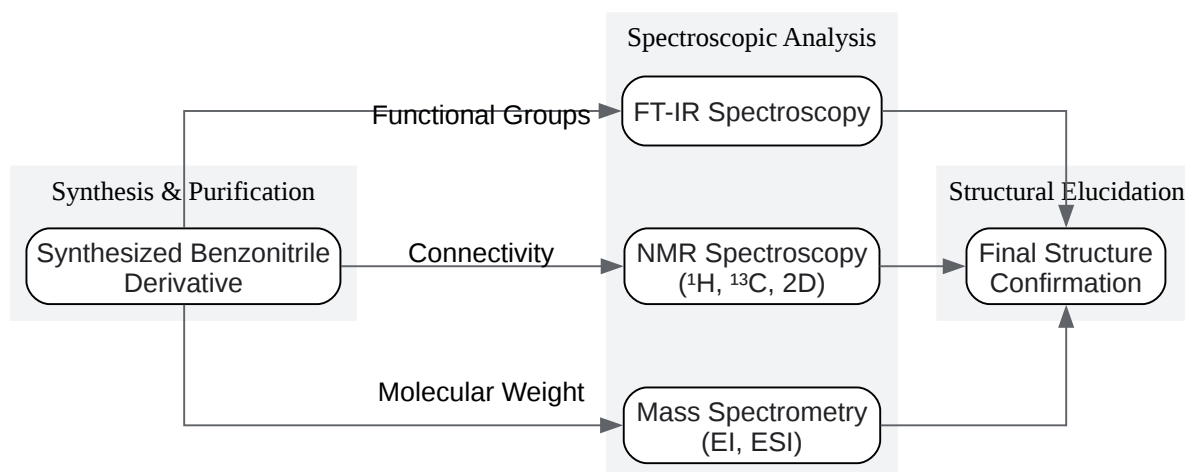 Spectroscopic Analysis
Functional Groups
FT-IR Spectroscopy
Synthesis & Purification
Structural Elucidation
Synthesized Benzonitrile
Derivative
Connectivity
NMR Spectroscopy
(¹H, ¹³C, 2D)
Final Structure
Confirmation
Molecular Weight
Mass Spectrometry
(EI, ESI)